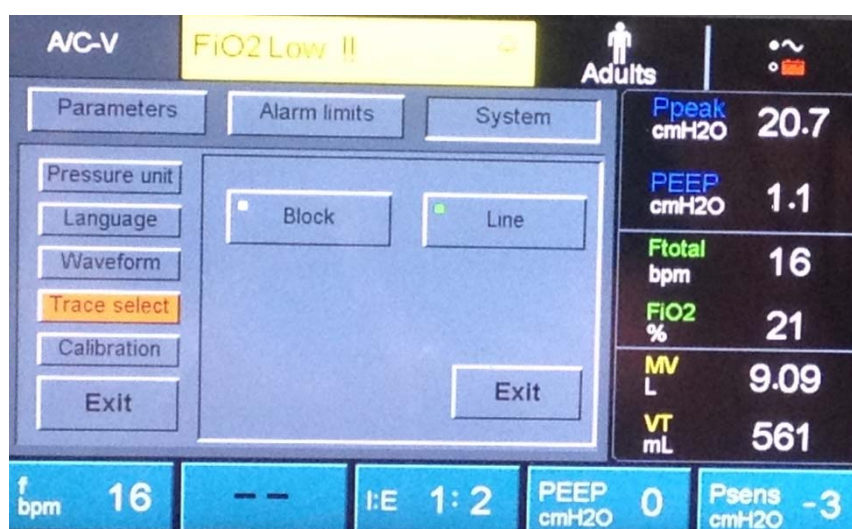 A/C-V
FiO2 Low !!
Adults
Parameters
Alarm limits
System
Pressure unit
Language
Waveform
Trace select
Calibration
Exit
Block
Line
Exit
Ppeak
cmH2O 20.7
PEEP
cmH2O 1.1
Ftotal
bpm 16
FiO2
% 21
MV
L 9.09
VT
mL 561
f
bpm 16
--
I:E 1:2
PEEP
cmH2O 0
Psens
cmH2O -3